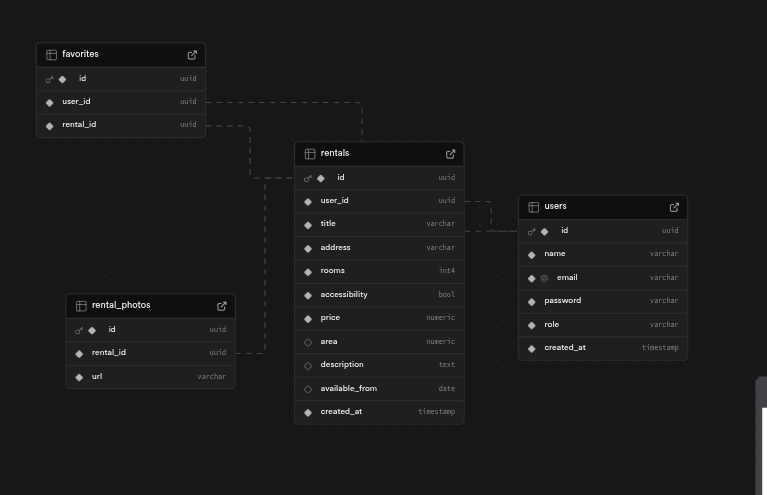 favorites
id uuid
user_id uuid
rental_id uuid
rentals
id uuid
user_id uuid
title varchar
address varchar
rooms int4
accessibility bool
price numeric
area numeric
description text
available_from date
created_at timestamp
users
id uuid
name varchar
email varchar
password varchar
role varchar
created_at timestamp
rental_photos
id uuid
rental_id uuid
url varchar